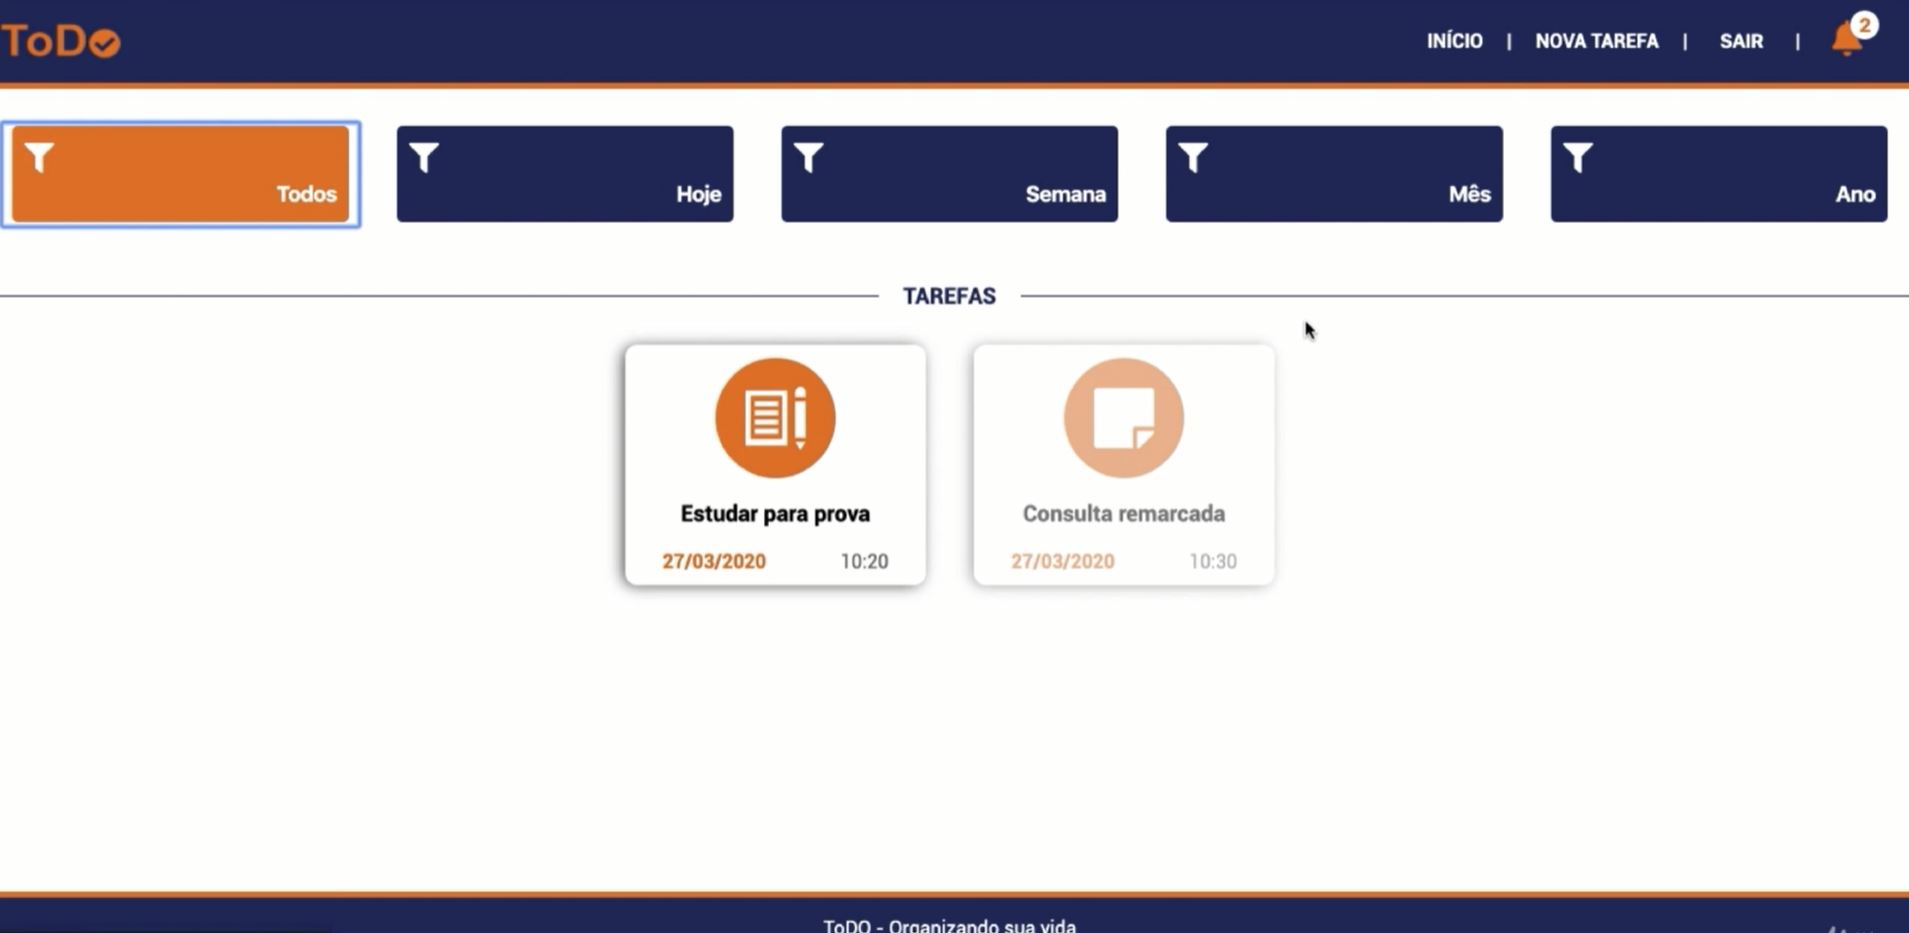 ToDo
INÍCIO | NOVA TAREFA | SAIR | 2
Todos
Hoje
Semana
Mês
Ano
TAREFAS
Estudar para prova
27/03/2020 10:20
Consulta remarcada
27/03/2020 10:30
ToDO - Organizando sua vida